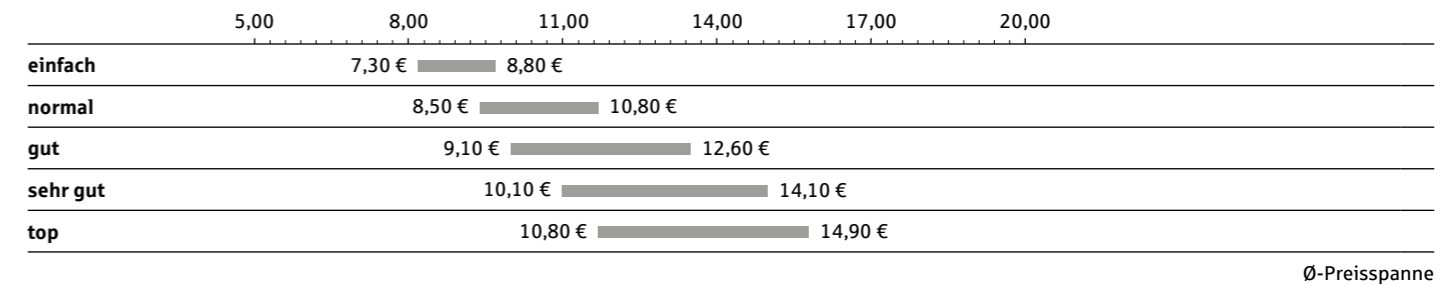 5,00 8,00 11,00 14,00 17,00 20,00
einfach 7,30 € 8,80 €
normal 8,50 € 10,80 €
gut 9,10 € 12,60 €
sehr gut 10,10 € 14,10 €
top 10,80 € 14,90 €
Ø-Preisspanne